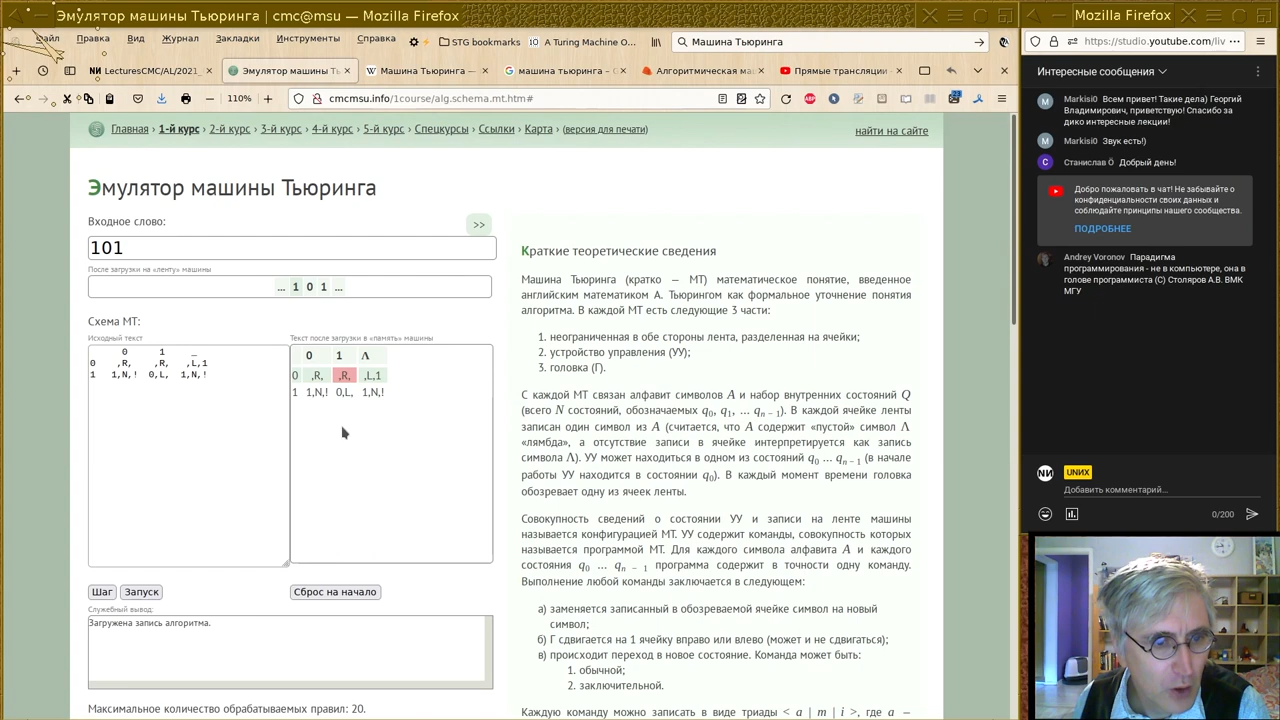 Эмулятор машины Тьюринга | cmc@msu — Mozilla Firefox
Mozilla Firefox
Файл Правка Вид Журнал Закладки Инструменты Справка
STG bookmarks
A Turing Machine O...
Машина Тьюринга
https://studio.youtube.com/liv
LecturesCMC/AL/2021
Эмулятор машины Ть
Машина Тьюринга —
машина тьюринга –
Алгоритмическая ма
Прямые трансляции
110%
cmcmsu.info/1course/alg.schema.mt.htm#
Главная › 1-й курс › 2-й курс › 3-й курс › 4-й курс › 5-й курс › Спецкурсы › Ссылки › Карта › (версия для печати)
найти на сайте
Эмулятор машины Тьюринга
Входное слово:
>>
101
После загрузки на «ленту» машины
... 1 0 1 ...
Схема МТ:
Исходный текст
Текст после загрузки в «память» машины
0 1 _
0 ,R, ,R, ,L,1
1 1,N,! 0,L, 1,N,!
0 1 Λ
0 ,R, ,R, ,L,1
1 1,N,! 0,L, 1,N,!
Шаг
Запуск
Сброс на начало
Служебный вывод:
Загружена запись алгоритма.
Максимальное количество обрабатываемых правил: 20.
Краткие теоретические сведения
Машина Тьюринга (кратко — МТ) математическое понятие, введенное
английским математиком А. Тьюрингом как формальное уточнение понятия
алгоритма. В каждой МТ есть следующие 3 части:
1. неограниченная в обе стороны лента, разделенная на ячейки;
2. устройство управления (УУ);
3. головка (Г).
С каждой МТ связан алфавит символов A и набор внутренних состояний Q
(всего N состояний, обозначаемых q0, q1, ... qn − 1). В каждой ячейке ленты
записан один символ из A (считается, что A содержит «пустой» символ Λ
«лямбда», а отсутствие записи в ячейке интерпретируется как запись
символа Λ). УУ может находиться в одном из состояний q0 ... qn − 1 (в начале
работы УУ находится в состоянии q0). В каждый момент времени головка
обозревает одну из ячеек ленты.
Совокупность сведений о состоянии УУ и записи на ленте машины
называется конфигурацией МТ. УУ содержит команды, совокупность которых
называется программой МТ. Для каждого символа алфавита A и каждого
состояния q0 ... qn − 1 программа содержит в точности одну команду.
Выполнение любой команды заключается в следующем:
а) заменяется записанный в обозреваемой ячейке символ на новый
символ;
б) Г сдвигается на 1 ячейку вправо или влево (может и не сдвигаться);
в) происходит переход в новое состояние. Команда может быть:
1. обычной;
2. заключительной.
Каждую команду можно записать в виде триады < a | m | i >, где a —
Интересные сообщения
Markisi0 Всем привет! Такие дела) Георгий
Владимирович, приветствую! Спасибо за
дико интересные лекции!
Markisi0 Звук есть!)
Станислав Ö Добрый день!
Добро пожаловать в чат! Не забывайте о
конфиденциальности своих данных и
соблюдайте принципы нашего сообщества.
ПОДРОБНЕЕ
Andrey Voronov Парадигма
программирования - не в компьютере, она в
голове программиста (С) Столяров А.В. ВМК
МГУ
UNИX
Добавить комментарий...
0/200